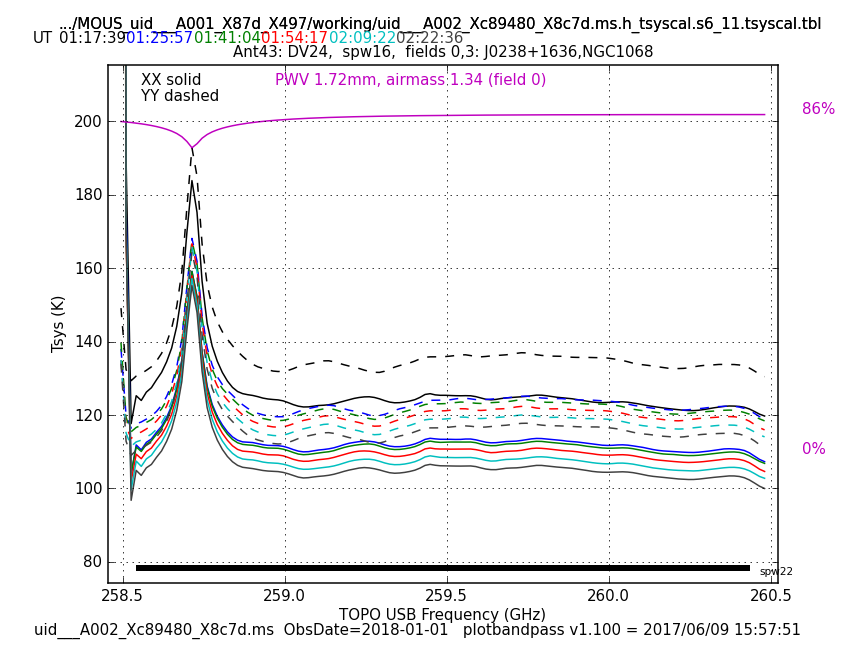 .../MOUS_uid___A001_X87d_X497/working/uid___A002_Xc89480_X8c7d.ms.h_tsyscal.s6_11.tsyscal.tbl
UT 01:17:39 01:25:57 01:41:04 01:54:17 02:09:22 02:22:36
Ant43: DV24, spw16, fields 0,3: J0238+1636,NGC1068
XX solid
PWV 1.72mm, airmass 1.34 (field 0)
YY dashed
86%
0%
Tsys (K)
200
180
160
140
120
100
80
spw22
258.5 259.0 259.5 260.0 260.5
TOPO USB Frequency (GHz)
uid___A002_Xc89480_X8c7d.ms ObsDate=2018-01-01 plotbandpass v1.100 = 2017/06/09 15:57:51